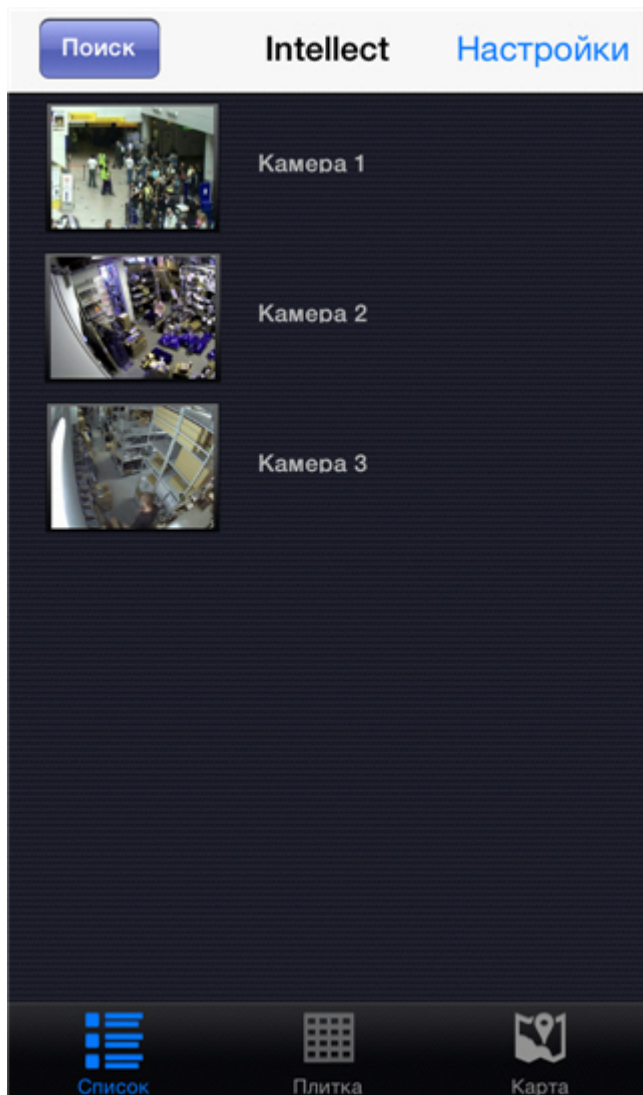 Поиск
Intellect
Настройки
Камера 1
Камера 2
Камера 3
Список
Плитка
Карта